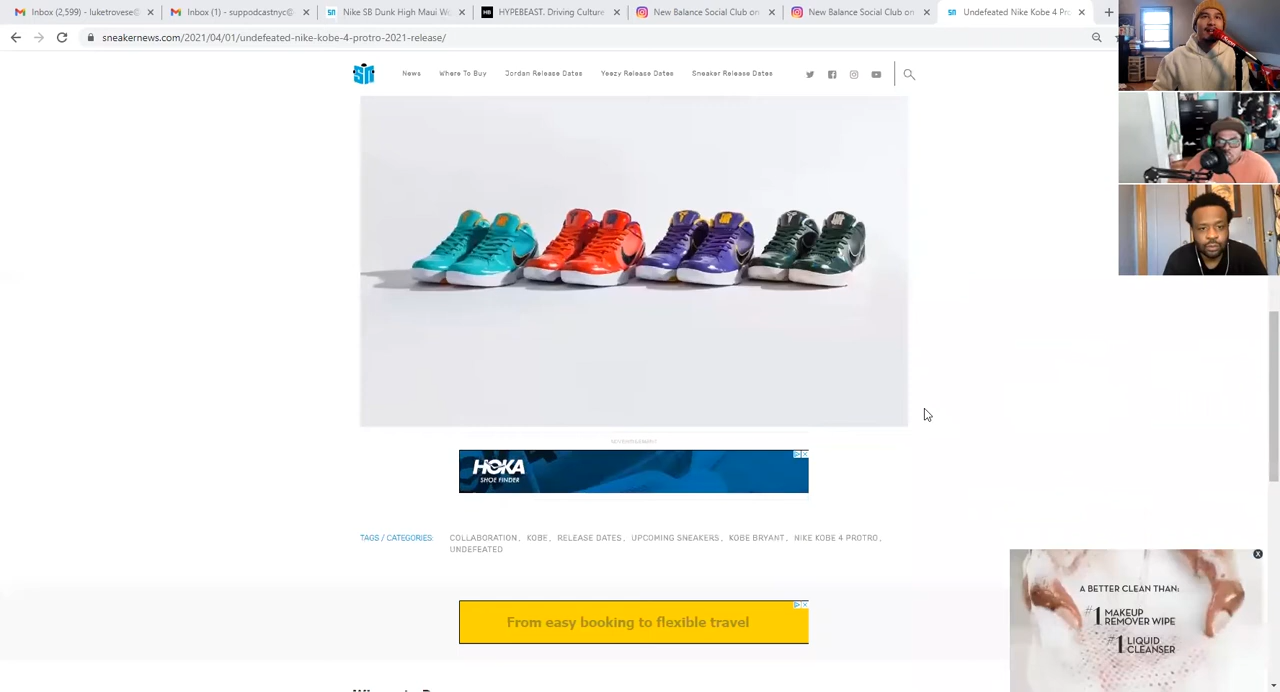 Inbox (2,599) - luketrovese@
Inbox (1) - suppodcastnyc@
Nike SB Dunk High Maui W
HYPEBEAST. Driving Culture
New Balance Social Club on
New Balance Social Club on
Undefeated Nike Kobe 4 Pr
sneakernews.com/2021/04/01/undefeated-nike-kobe-4-protro-2021-release/
SN
News
Where To Buy
Jordan Release Dates
Yeezy Release Dates
Sneaker Release Dates
ADVERTISEMENT
HOKA
SHOE FINDER
TAGS / CATEGORIES:
COLLABORATION, KOBE, RELEASE DATES, UPCOMING SNEAKERS, KOBE BRYANT, NIKE KOBE 4 PROTRO,
UNDEFEATED
From easy booking to flexible travel
A BETTER CLEAN THAN:
#1 MAKEUP
REMOVER WIPE
#1 LIQUID
CLEANSER